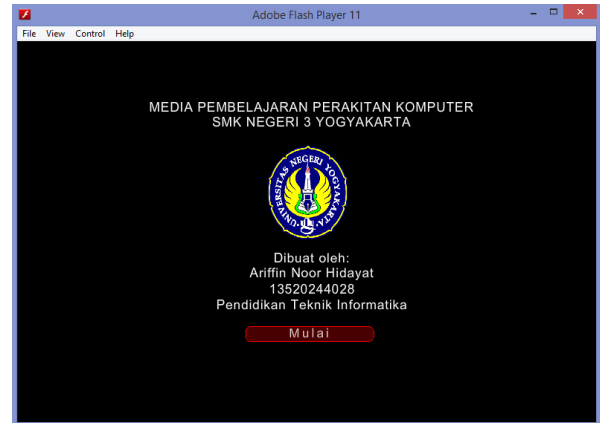 Adobe Flash Player 11
File View Control Help
MEDIA PEMBELAJARAN PERAKITAN KOMPUTER
SMK NEGERI 3 YOGYAKARTA
UNIVERSITAS NEGERI YOGYAKARTA
Dibuat oleh:
Ariffin Noor Hidayat
13520244028
Pendidikan Teknik Informatika
Mulai